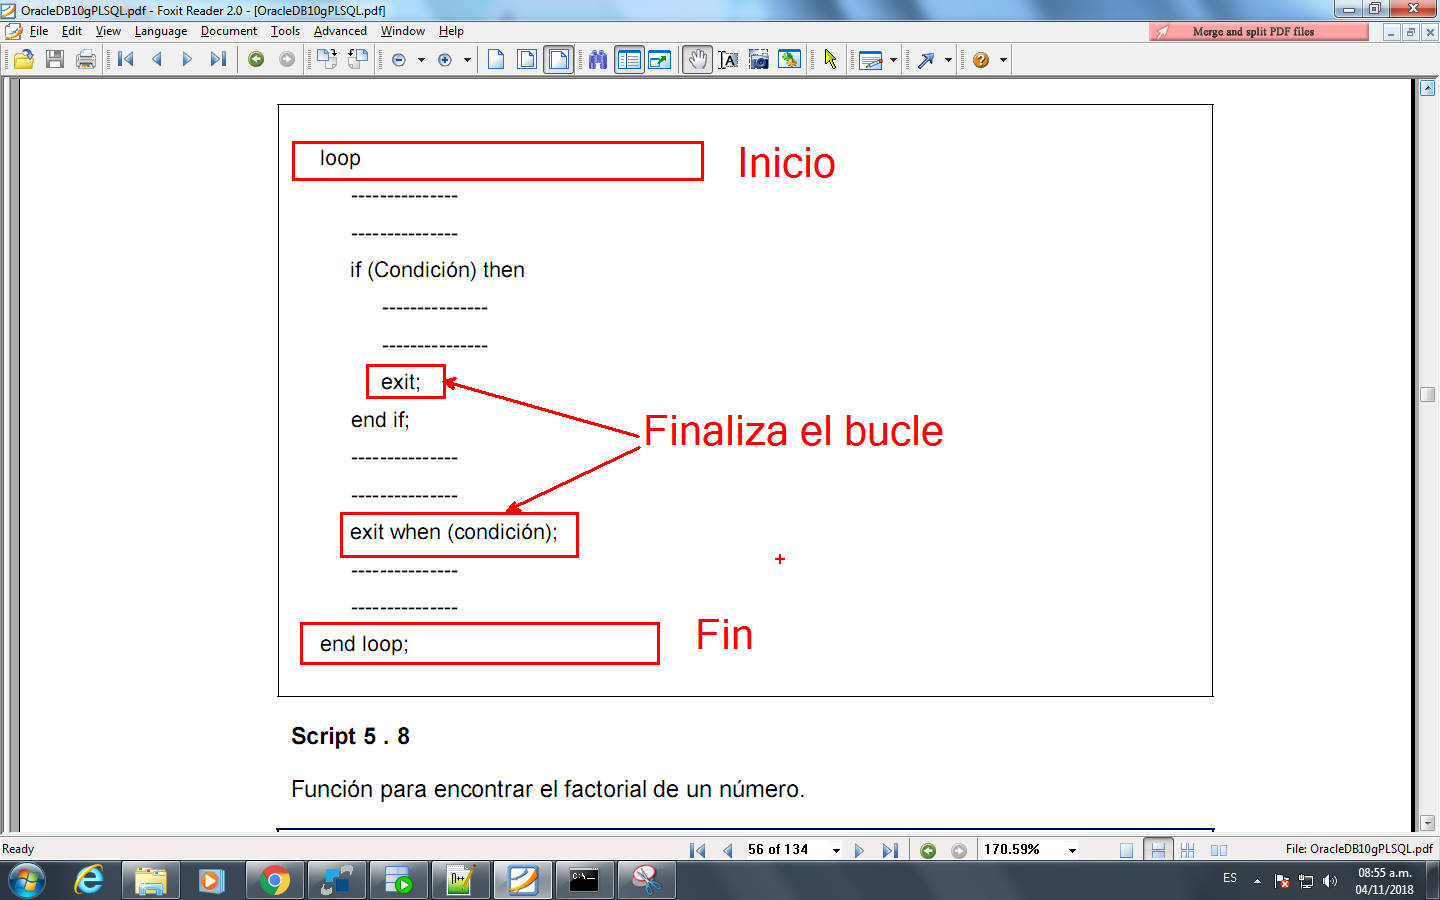 OracleDB10gPLSQL.pdf - Foxit Reader 2.0 - [OracleDB10gPLSQL.pdf]
File Edit View Language Document Tools Advanced Window Help
Merge and split PDF files
loop
Inicio
---------------
---------------
if (Condición) then
---------------
---------------
exit;
end if;
Finaliza el bucle
---------------
---------------
exit when (condición);
---------------
---------------
end loop;
Fin
Script 5 . 8
Función para encontrar el factorial de un número.
Ready
56 of 134
170.59%
File: OracleDB10gPLSQL.pdf
ES
08:55 a.m.
04/11/2018